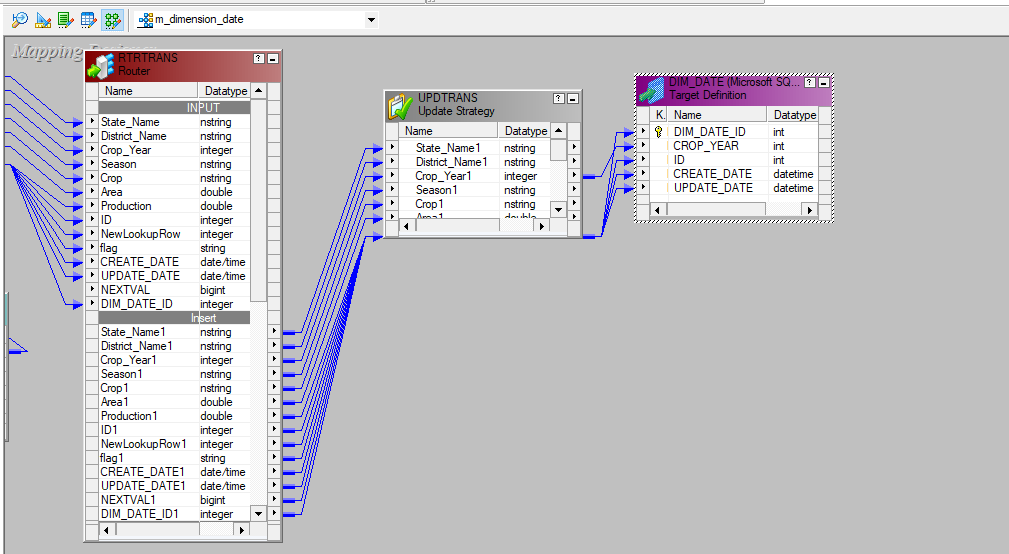 m_dimension_date
Mapping Designer
RTRTRANS
Router
Name Datatype
INPUT
State_Name nstring
District_Name nstring
Crop_Year integer
Season nstring
Crop nstring
Area double
Production double
ID integer
NewLookupRow integer
flag string
CREATE_DATE date/time
UPDATE_DATE date/time
NEXTVAL bigint
DIM_DATE_ID integer
Insert
State_Name1 nstring
District_Name1 nstring
Crop_Year1 integer
Season1 nstring
Crop1 nstring
Area1 double
Production1 double
ID1 integer
NewLookupRow1 integer
flag1 string
CREATE_DATE1 date/time
UPDATE_DATE1 date/time
NEXTVAL1 bigint
DIM_DATE_ID1 integer
UPDTRANS
Update Strategy
Name Datatype
State_Name1 nstring
District_Name1 nstring
Crop_Year1 integer
Season1 nstring
Crop1 nstring
Area1 double
DIM_DATE (Microsoft SQ...
Target Definition
K. Name Datatype
DIM_DATE_ID int
CROP_YEAR int
ID int
CREATE_DATE datetime
UPDATE_DATE datetime